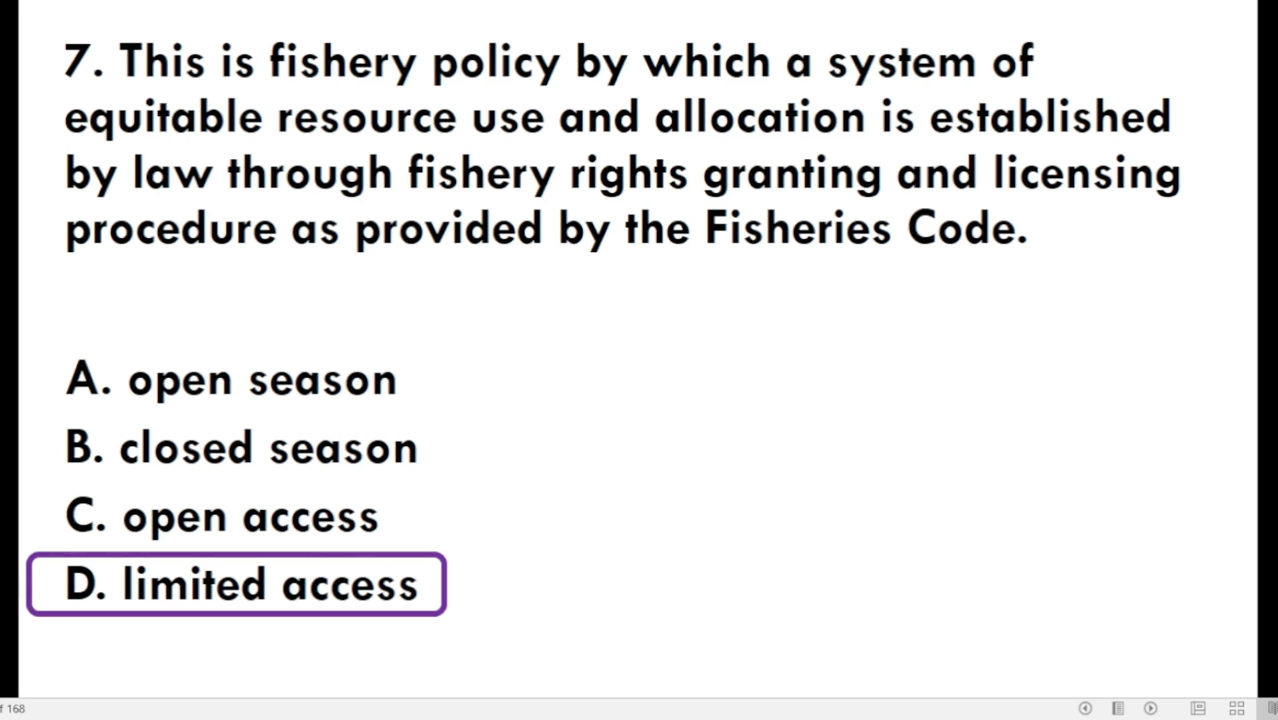 7. This is fishery policy by which a system of
equitable resource use and allocation is established
by law through fishery rights granting and licensing
procedure as provided by the Fisheries Code.
A. open season
B. closed season
C. open access
D. limited access
f 168